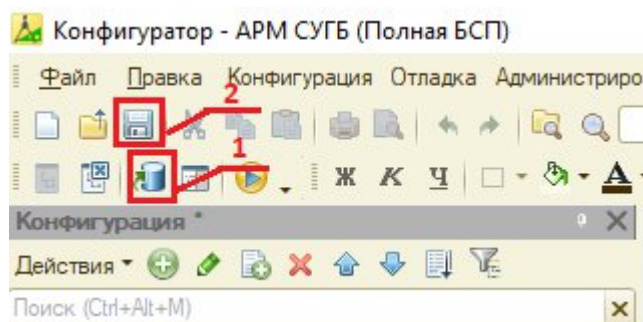 Конфигуратор - АРМ СУГБ (Полная БСП)
Файл Правка Конфигурация Отладка Администриро
2
1
Ж К Ч А
Конфигурация *
Действия
Поиск (Ctrl+Alt+M)